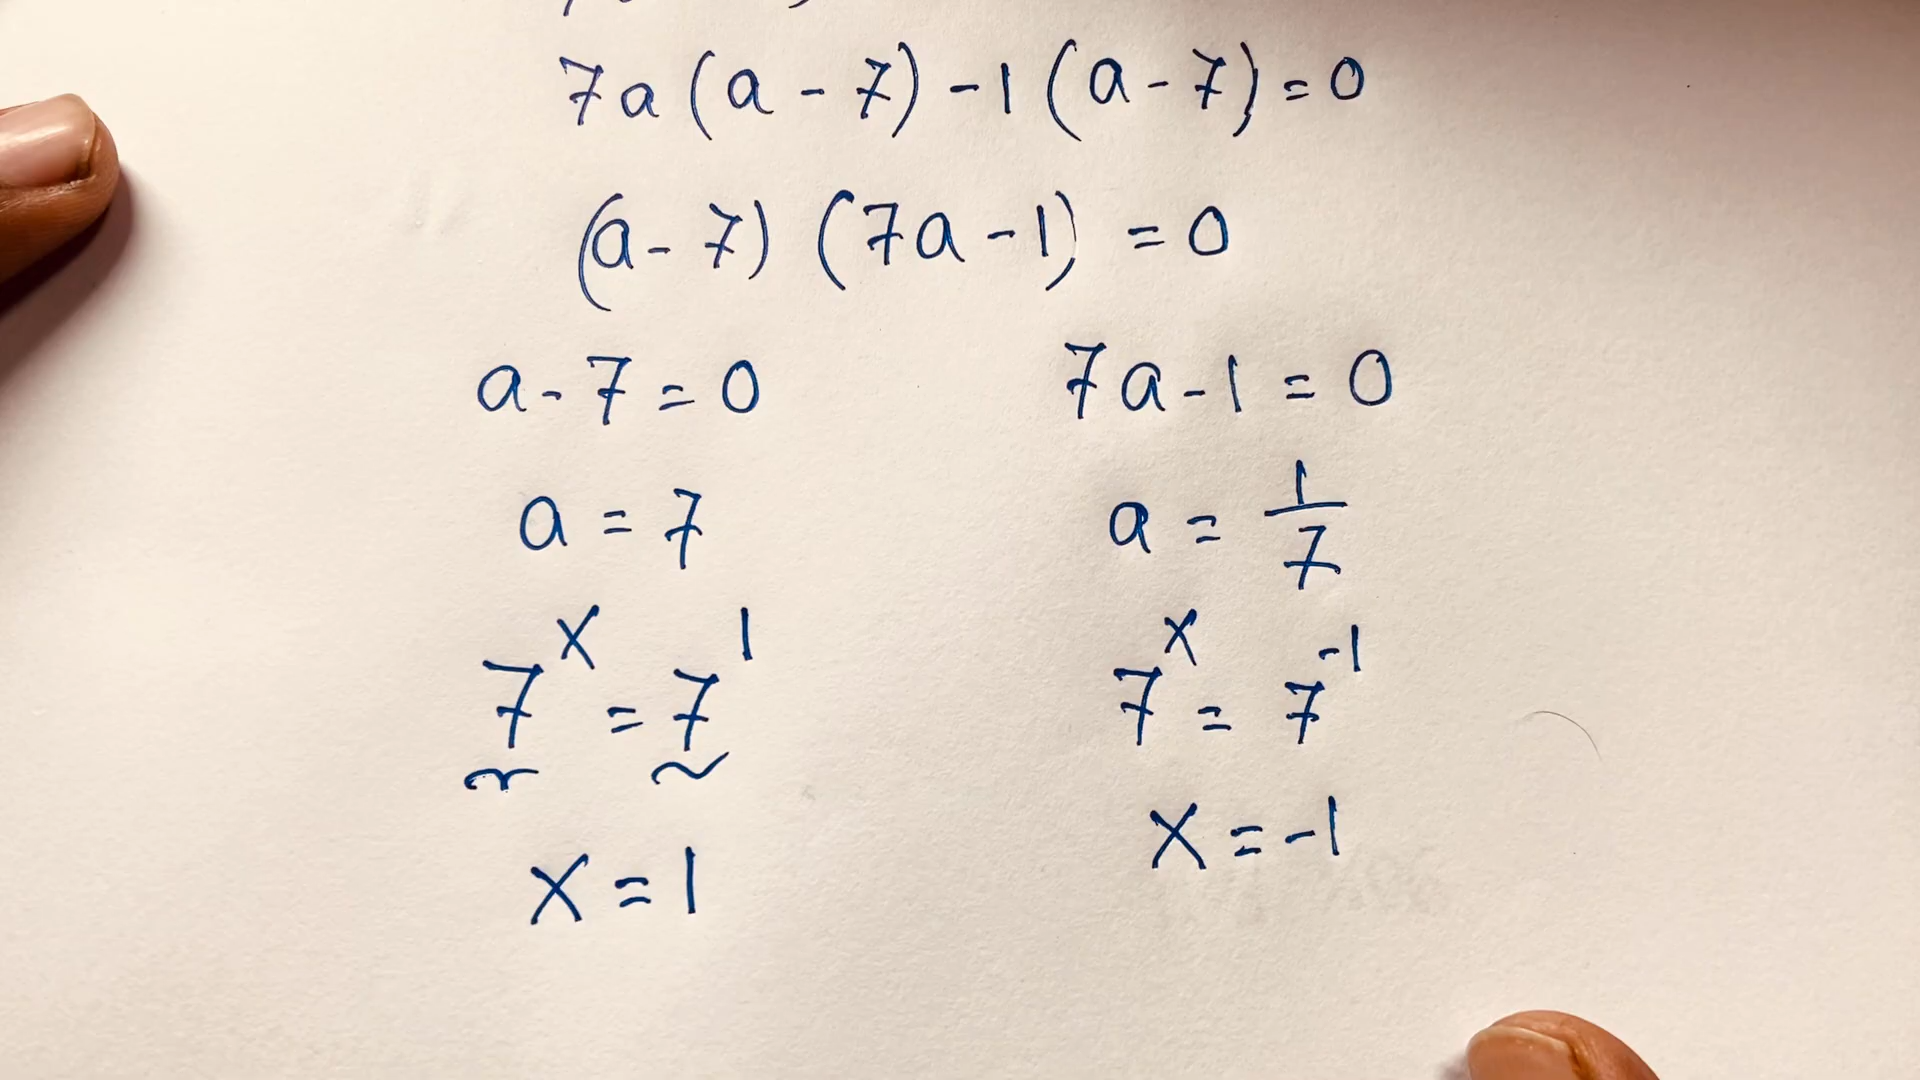 7a(a - 7) - 1(a - 7) = 0
(a - 7) (7a - 1) = 0
a - 7 = 0
a = 7
7^x = 7^1
x = 1
7a - 1 = 0
a = 1/7
7^x = 7^-1
x = -1